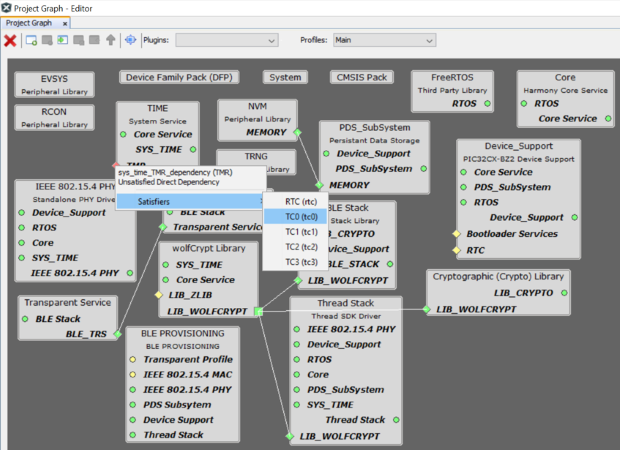 Project Graph - Editor
Project Graph x
Plugins:
Profiles: Main
EVSYS
Peripheral Library
Device Family Pack (DFP)
System
CMSIS Pack
FreeRTOS
Third Party Library
RTOS
Core
Harmony Core Service
RTOS
Core Service
RCON
Peripheral Library
TIME
System Service
Core Service
SYS_TIME
TMR
NVM
Peripheral Library
MEMORY
TRNG
PDS_SubSystem
Persistant Data Storage
Device_Support
PDS_SubSystem
MEMORY
Device_Support
PIC32CX-BZ2 Device Support
Core Service
PDS_SubSystem
RTOS
Device_Support
Bootloader Services
RTC
sys_time_TMR_dependency (TMR)
Unsatisfied Direct Dependency
Satisfiers
RTC (rtc)
TC0 (tc0)
TC1 (tc1)
TC2 (tc2)
TC3 (tc3)
IEEE 802.15.4 PHY
Standalone PHY Drive
Device_Support
RTOS
Core
SYS_TIME
IEEE 802.15.4 PHY
BLE Stack
Transparent Service
BLE Stack
Stack Library
LIB_CRYPTO
Device_Support
BLE_STACK
LIB_WOLFCRYPT
wolfCrypt Library
SYS_TIME
Core Service
LIB_ZLIB
LIB_WOLFCRYPT
Cryptographic (Crypto) Library
LIB_CRYPTO
LIB_WOLFCRYPT
Transparent Service
BLE Stack
BLE_TRS
BLE PROVISIONING
BLE PROVISIONING
Transparent Profile
IEEE 802.15.4 MAC
IEEE 802.15.4 PHY
PDS Subsytem
Device Support
Thread Stack
Thread Stack
Thread SDK Driver
IEEE 802.15.4 PHY
Device_Support
RTOS
Core
PDS_SubSystem
SYS_TIME
Thread Stack
LIB_WOLFCRYPT